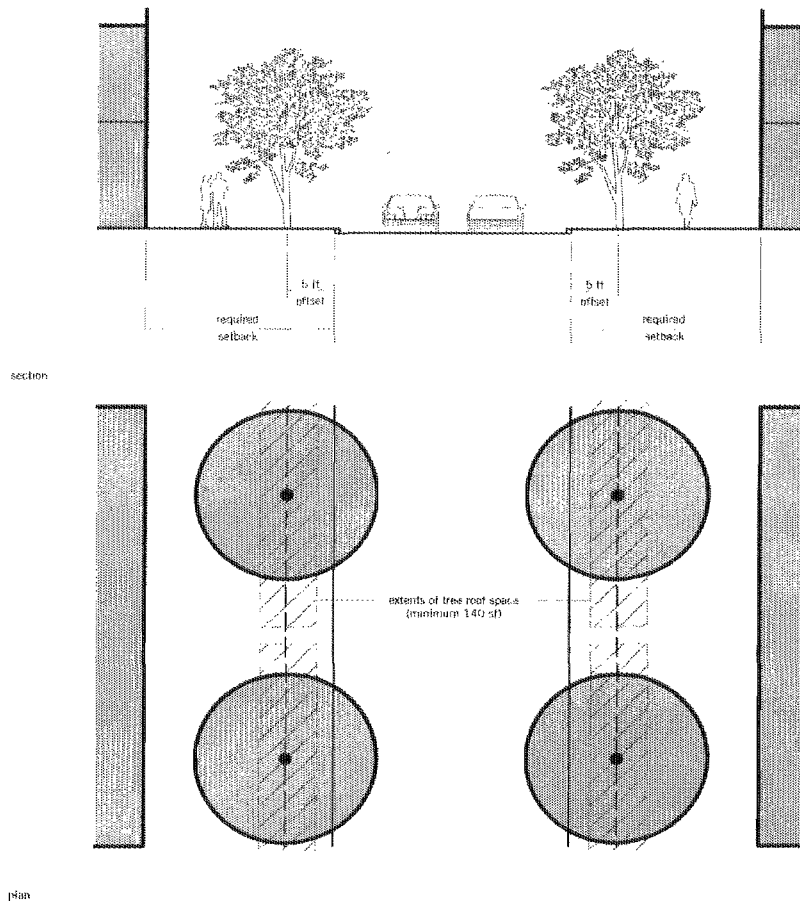 5 ft
offset
5 ft
offset
required
setback
required
setback
section
extents of tree root space
(minimum 140 sf)
plan